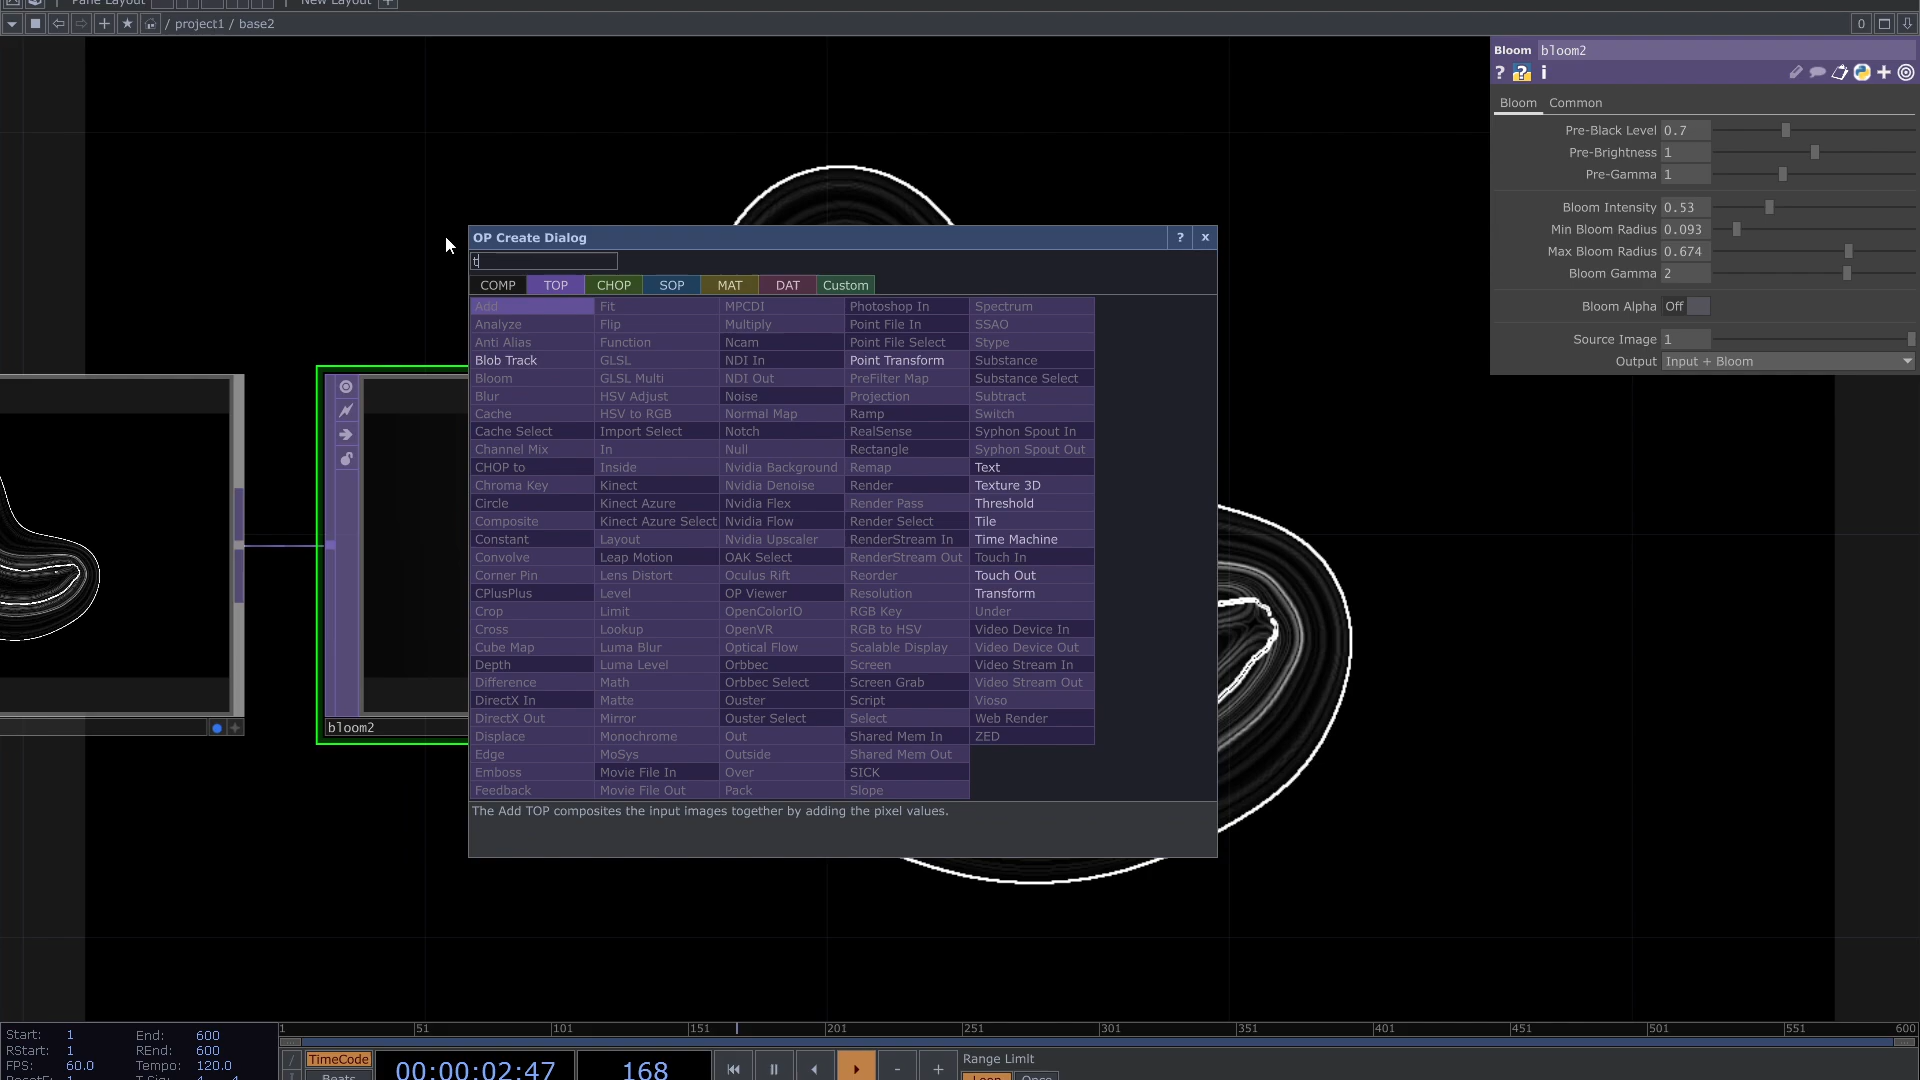 Pane Layout New Layout +
/ project1 / base2 0
Bloom bloom2
? ? i
Bloom Common
Pre-Black Level 0.7
Pre-Brightness 1
Pre-Gamma 1
Bloom Intensity 0.53
Min Bloom Radius 0.093
Max Bloom Radius 0.674
Bloom Gamma 2
Bloom Alpha Off
Source Image 1
Output Input + Bloom
OP Create Dialog ? x
t
COMP TOP CHOP SOP MAT DAT Custom
Add Fit MPCDI Photoshop In Spectrum
Analyze Flip Multiply Point File In SSAO
Anti Alias Function Ncam Point File Select Stype
Blob Track GLSL NDI In Point Transform Substance
Bloom GLSL Multi NDI Out PreFilter Map Substance Select
Blur HSV Adjust Noise Projection Subtract
Cache HSV to RGB Normal Map Ramp Switch
Cache Select Import Select Notch RealSense Syphon Spout In
Channel Mix In Null Rectangle Syphon Spout Out
CHOP to Inside Nvidia Background Remap Text
Chroma Key Kinect Nvidia Denoise Render Texture 3D
Circle Kinect Azure Nvidia Flex Render Pass Threshold
Composite Kinect Azure Select Nvidia Flow Render Select Tile
Constant Layout Nvidia Upscaler RenderStream In Time Machine
Convolve Leap Motion OAK Select RenderStream Out Touch In
Corner Pin Lens Distort Oculus Rift Reorder Touch Out
CPlusPlus Level OP Viewer Resolution Transform
Crop Limit OpenColorIO RGB Key Under
Cross Lookup OpenVR RGB to HSV Video Device In
Cube Map Luma Blur Optical Flow Scalable Display Video Device Out
Depth Luma Level Orbbec Screen Video Stream In
Difference Math Orbbec Select Screen Grab Video Stream Out
DirectX In Matte Ouster Script Vioso
DirectX Out Mirror Ouster Select Select Web Render
Displace Monochrome Out Shared Mem In ZED
Edge MoSys Outside Shared Mem Out
Emboss Movie File In Over SICK
Feedback Movie File Out Pack Slope
The Add TOP composites the input images together by adding the pixel values.
bloom2
1 51 101 151 201 251 301 351 401 451 501 551 600
Start: 1 End: 600
RStart: 1 REnd: 600
FPS: 60.0 Tempo: 120.0
TimeCode
Beats
00:00:02:47 168
- +
Range Limit
Loop Once